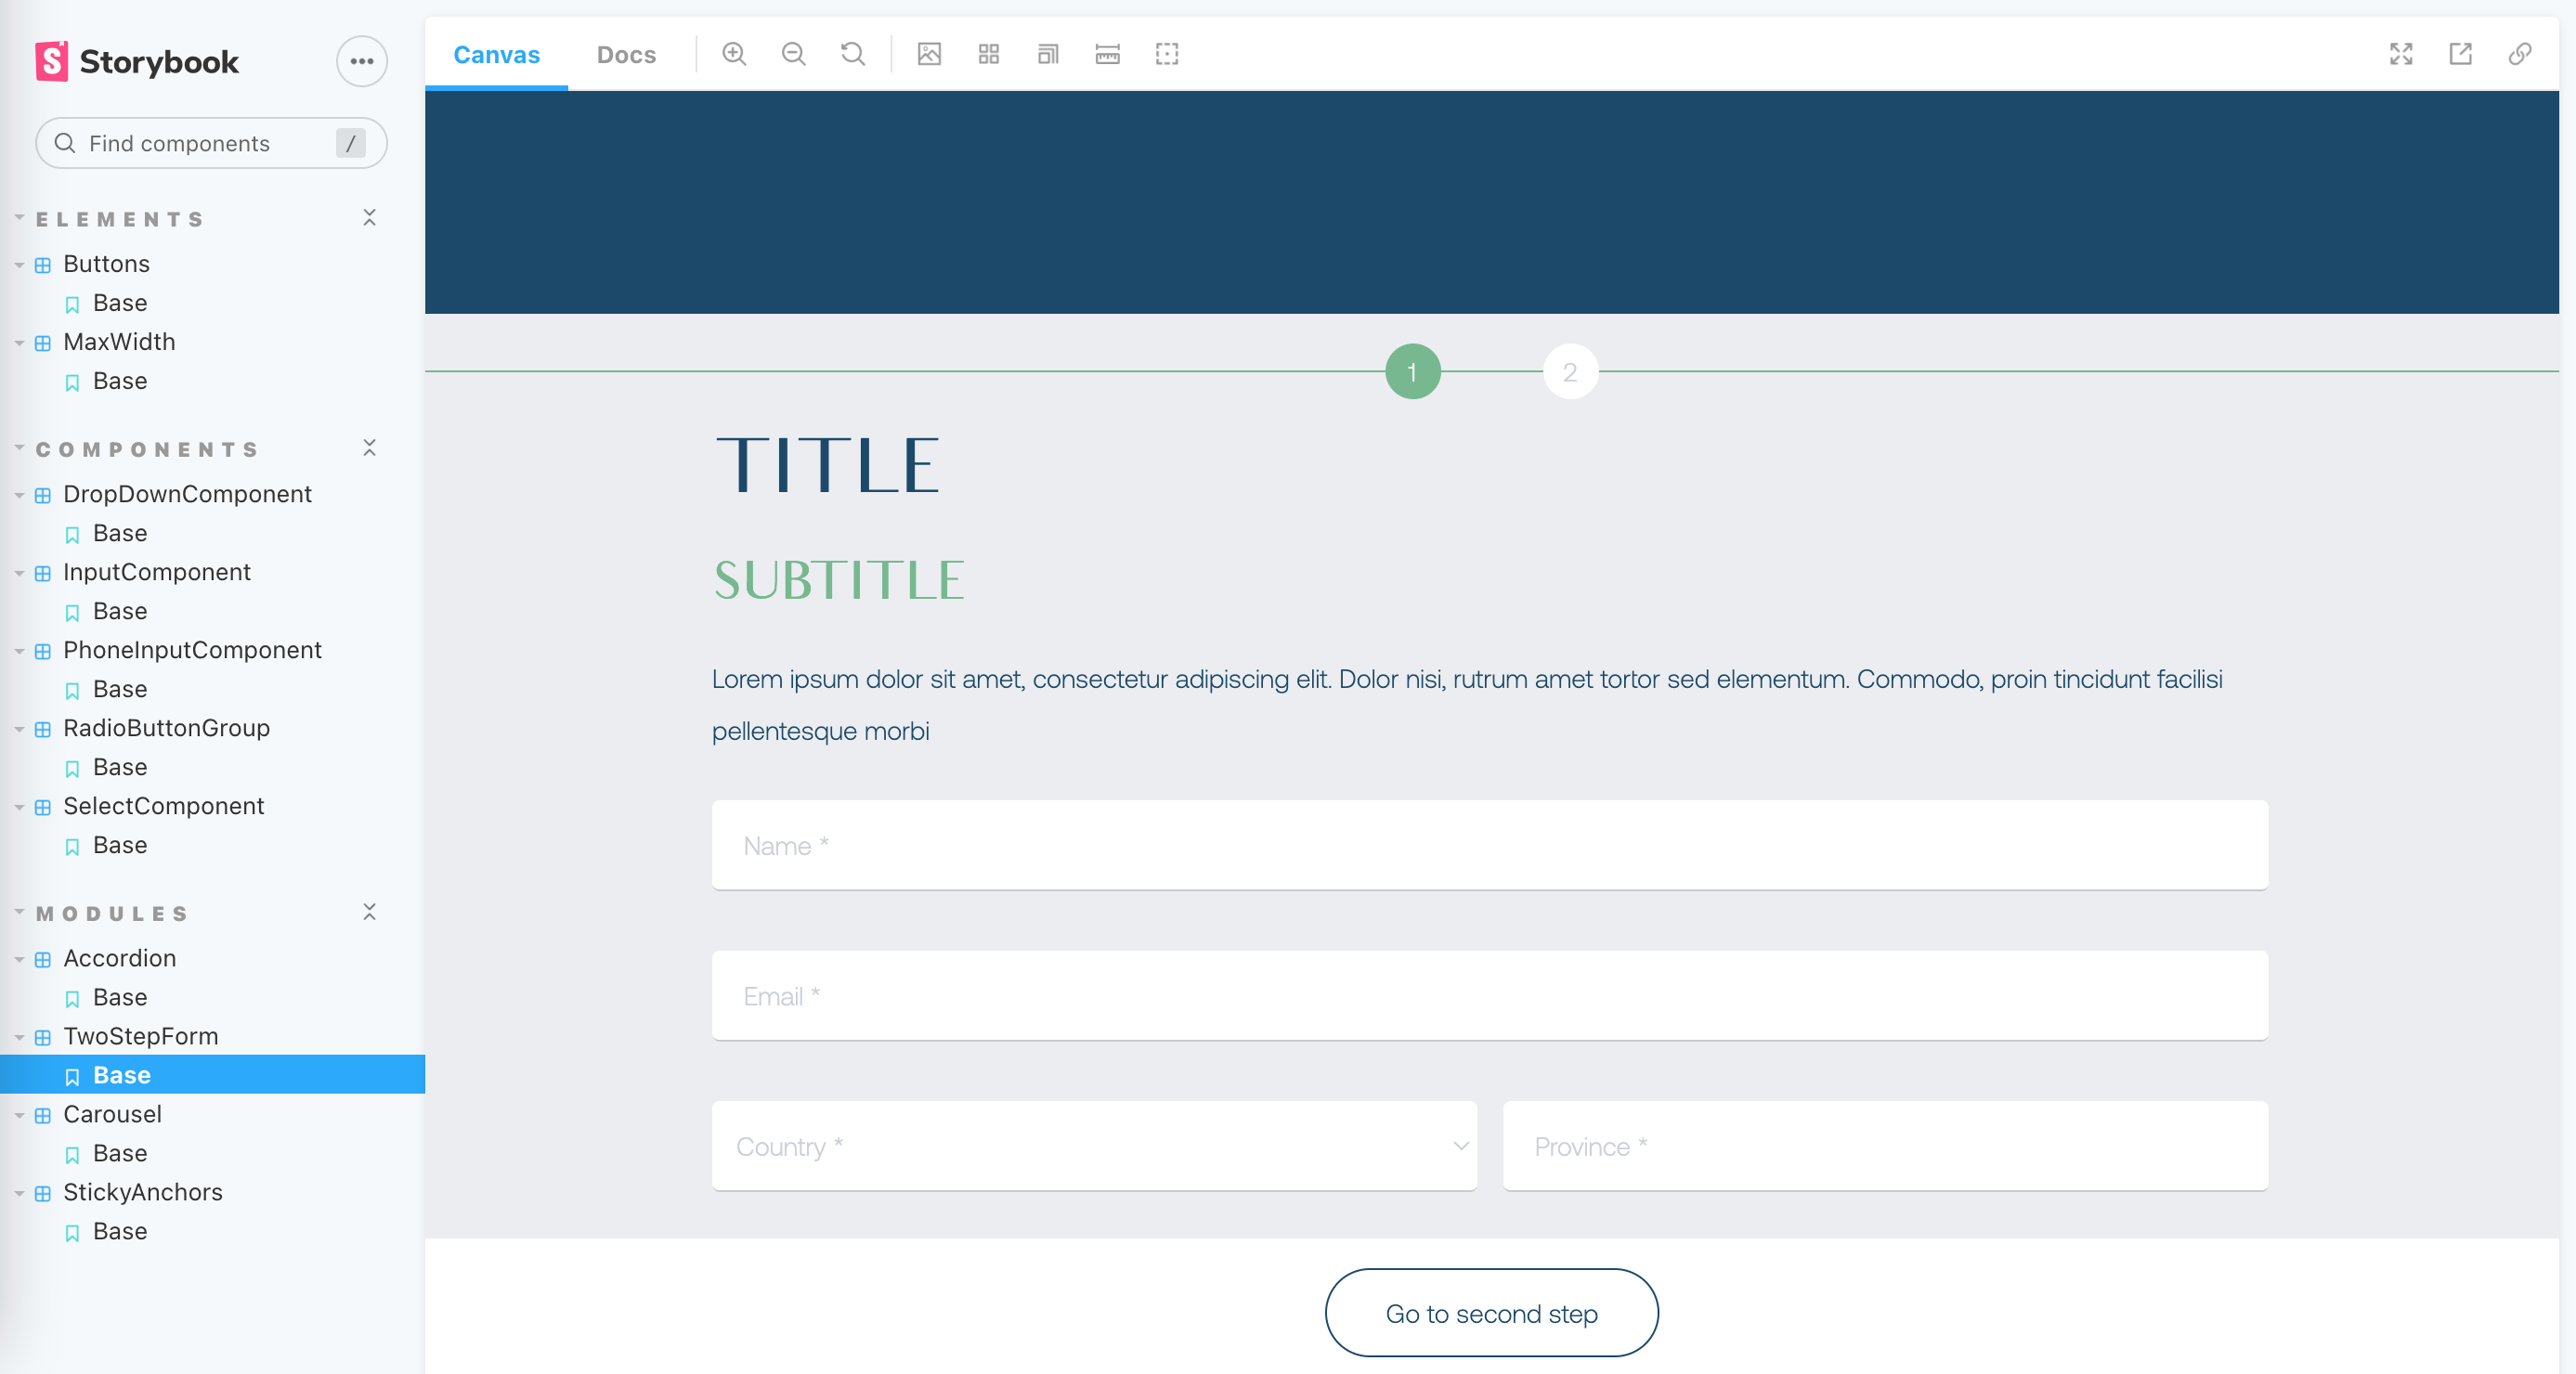 Storybook
Find components /
ELEMENTS
Buttons
Base
MaxWidth
Base
COMPONENTS
DropDownComponent
Base
InputComponent
Base
PhoneInputComponent
Base
RadioButtonGroup
Base
SelectComponent
Base
MODULES
Accordion
Base
TwoStepForm
Base
Carousel
Base
StickyAnchors
Base
Canvas Docs
1 2
TITLE
SUBTITLE
Lorem ipsum dolor sit amet, consectetur adipiscing elit. Dolor nisi, rutrum amet tortor sed elementum. Commodo, proin tincidunt facilisi
pellentesque morbi
Name *
Email *
Country * Province *
Go to second step